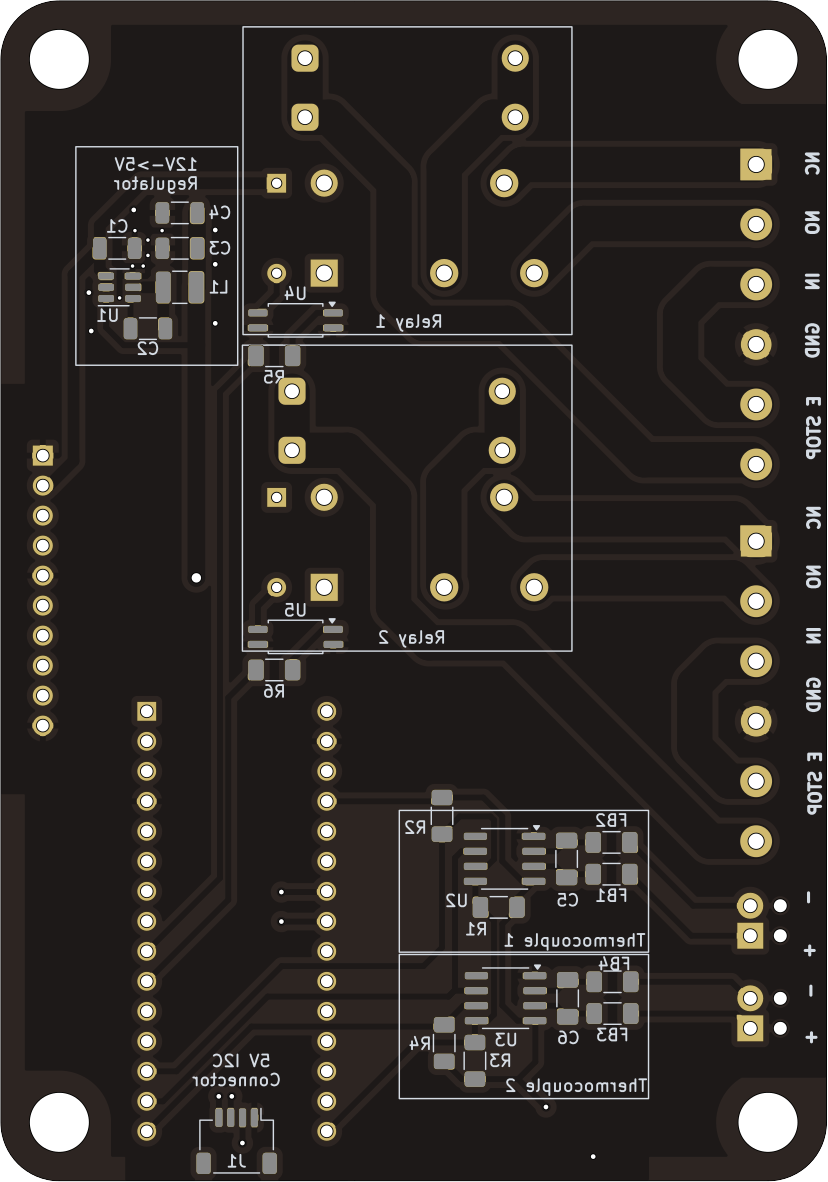 12V->5V
Regulator
C4
C1
C3
L1
U1
C2
U4
Relay 1
R5
U5
Relay 2
R6
NC
NO
IN
GND
E STOP
NC
NO
IN
GND
E STOP
R2
FB2
U2
C5
FB1
R1
Thermocouple 1
-
+
FB4
R4
U3
R3
C6
FB3
Thermocouple 2
-
+
5V I2C
Connector
J1